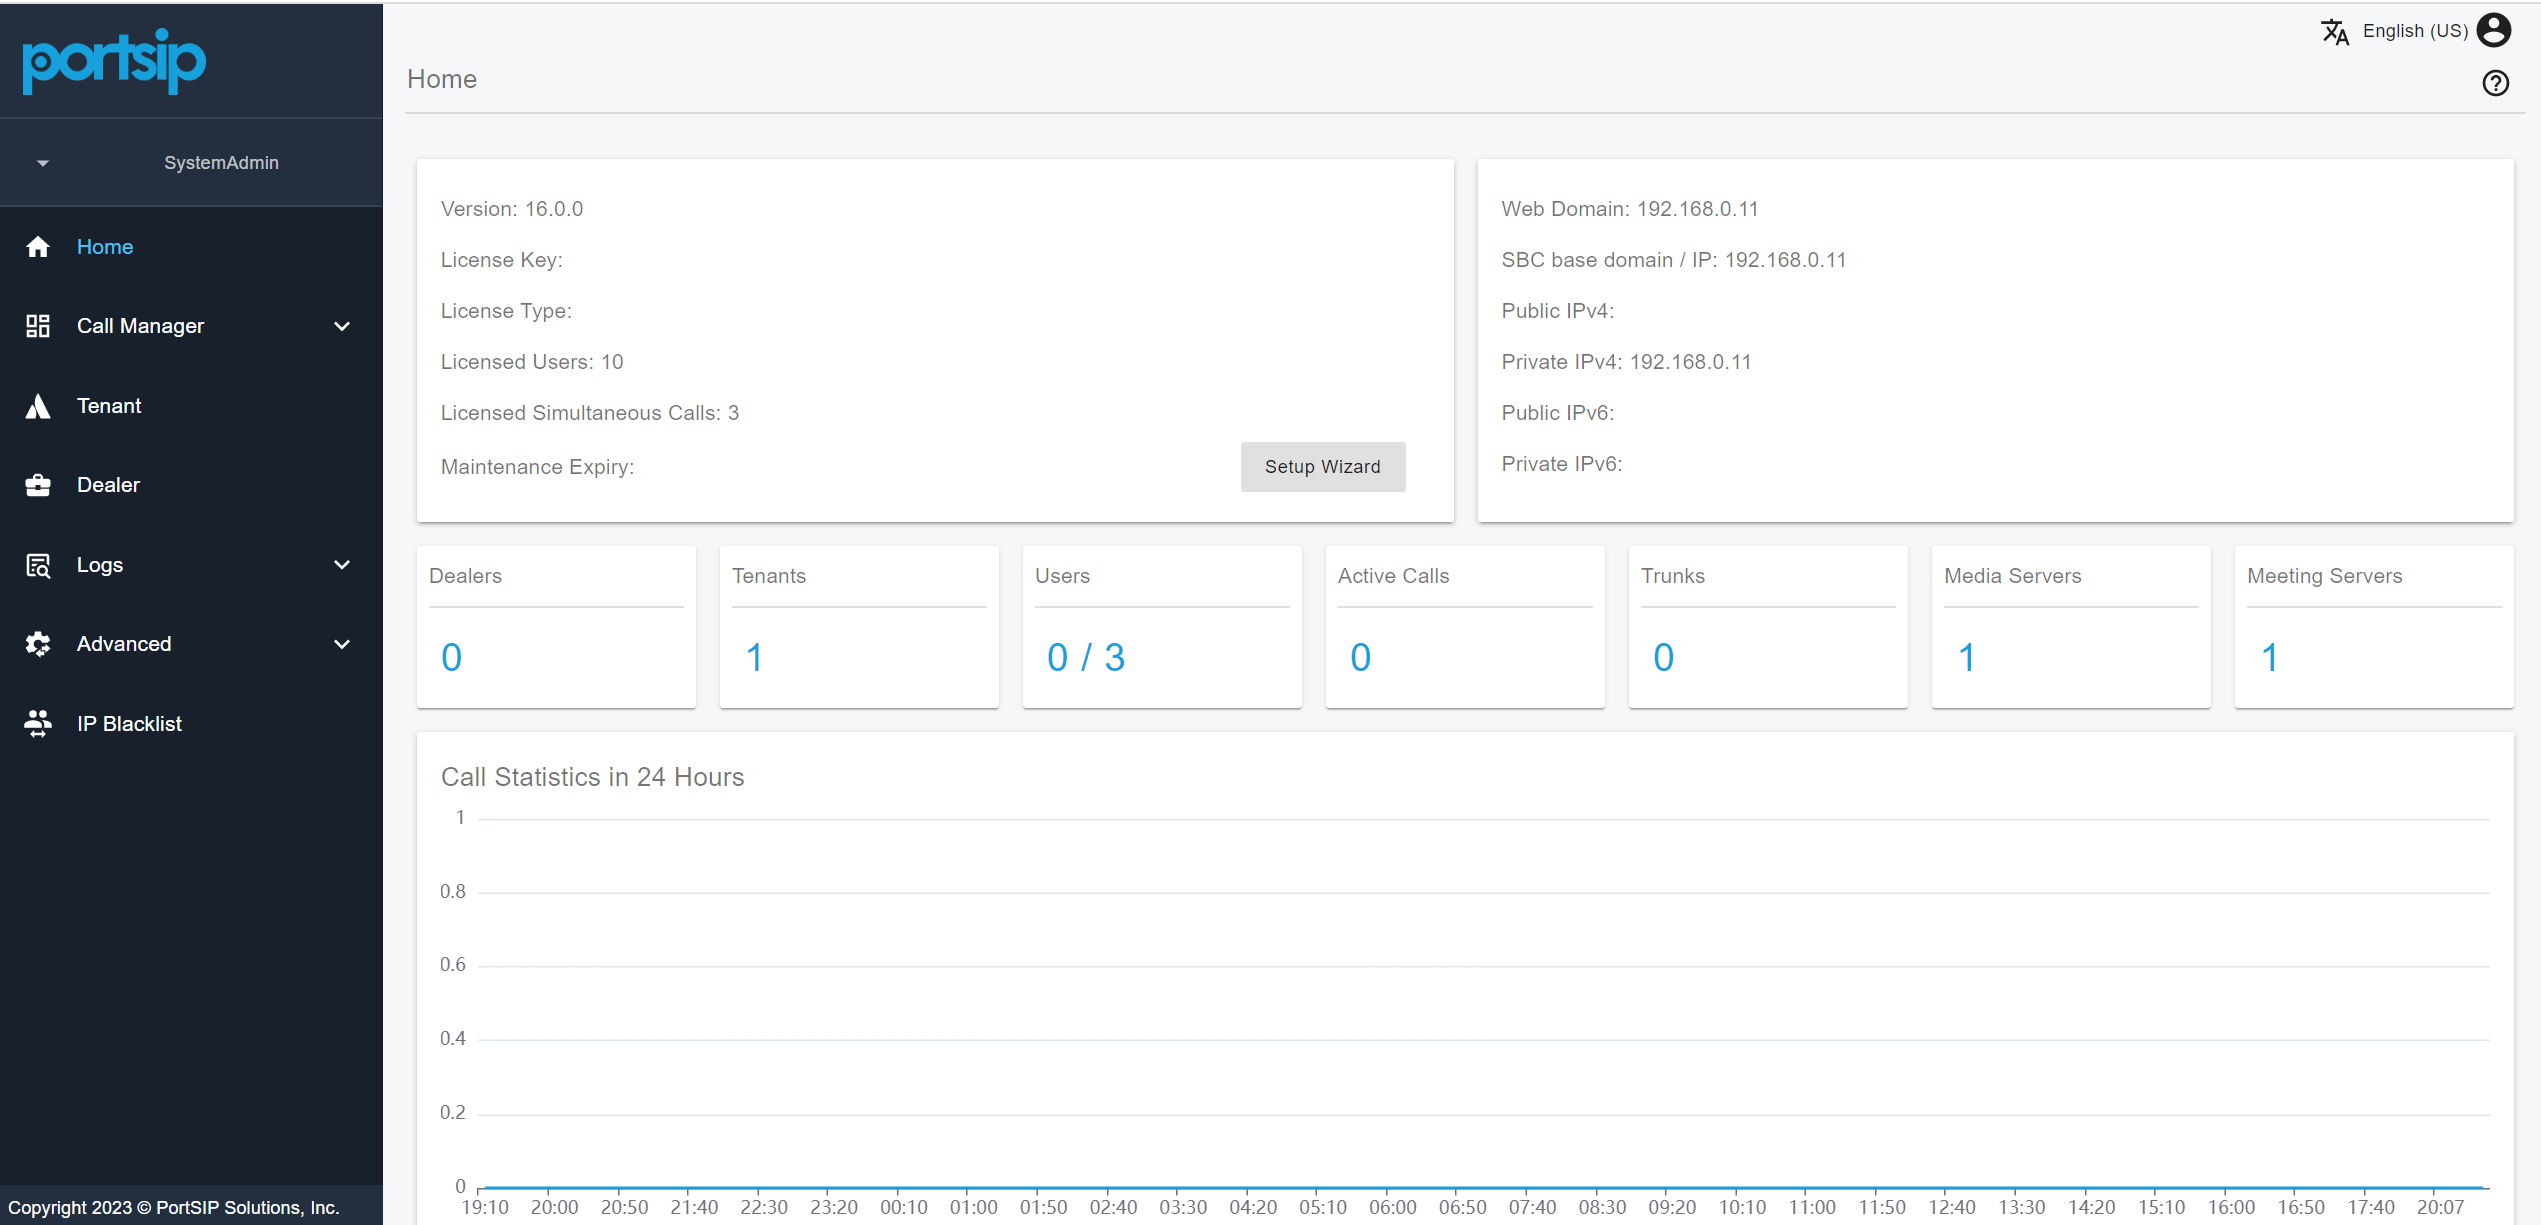 portsip
SystemAdmin
Home
Call Manager
Tenant
Dealer
Logs
Advanced
IP Blacklist
Copyright 2023 © PortSIP Solutions, Inc.
English (US)
Home
Version: 16.0.0
License Key:
License Type:
Licensed Users: 10
Licensed Simultaneous Calls: 3
Maintenance Expiry:
Setup Wizard
Web Domain: 192.168.0.11
SBC base domain / IP: 192.168.0.11
Public IPv4:
Private IPv4: 192.168.0.11
Public IPv6:
Private IPv6:
Dealers
0
Tenants
1
Users
0 / 3
Active Calls
0
Trunks
0
Media Servers
1
Meeting Servers
1
Call Statistics in 24 Hours
1
0.8
0.6
0.4
0.2
0
19:10 20:00 20:50 21:40 22:30 23:20 00:10 01:00 01:50 02:40 03:30 04:20 05:10 06:00 06:50 07:40 08:30 09:20 10:10 11:00 11:50 12:40 13:30 14:20 15:10 16:00 16:50 17:40 20:07